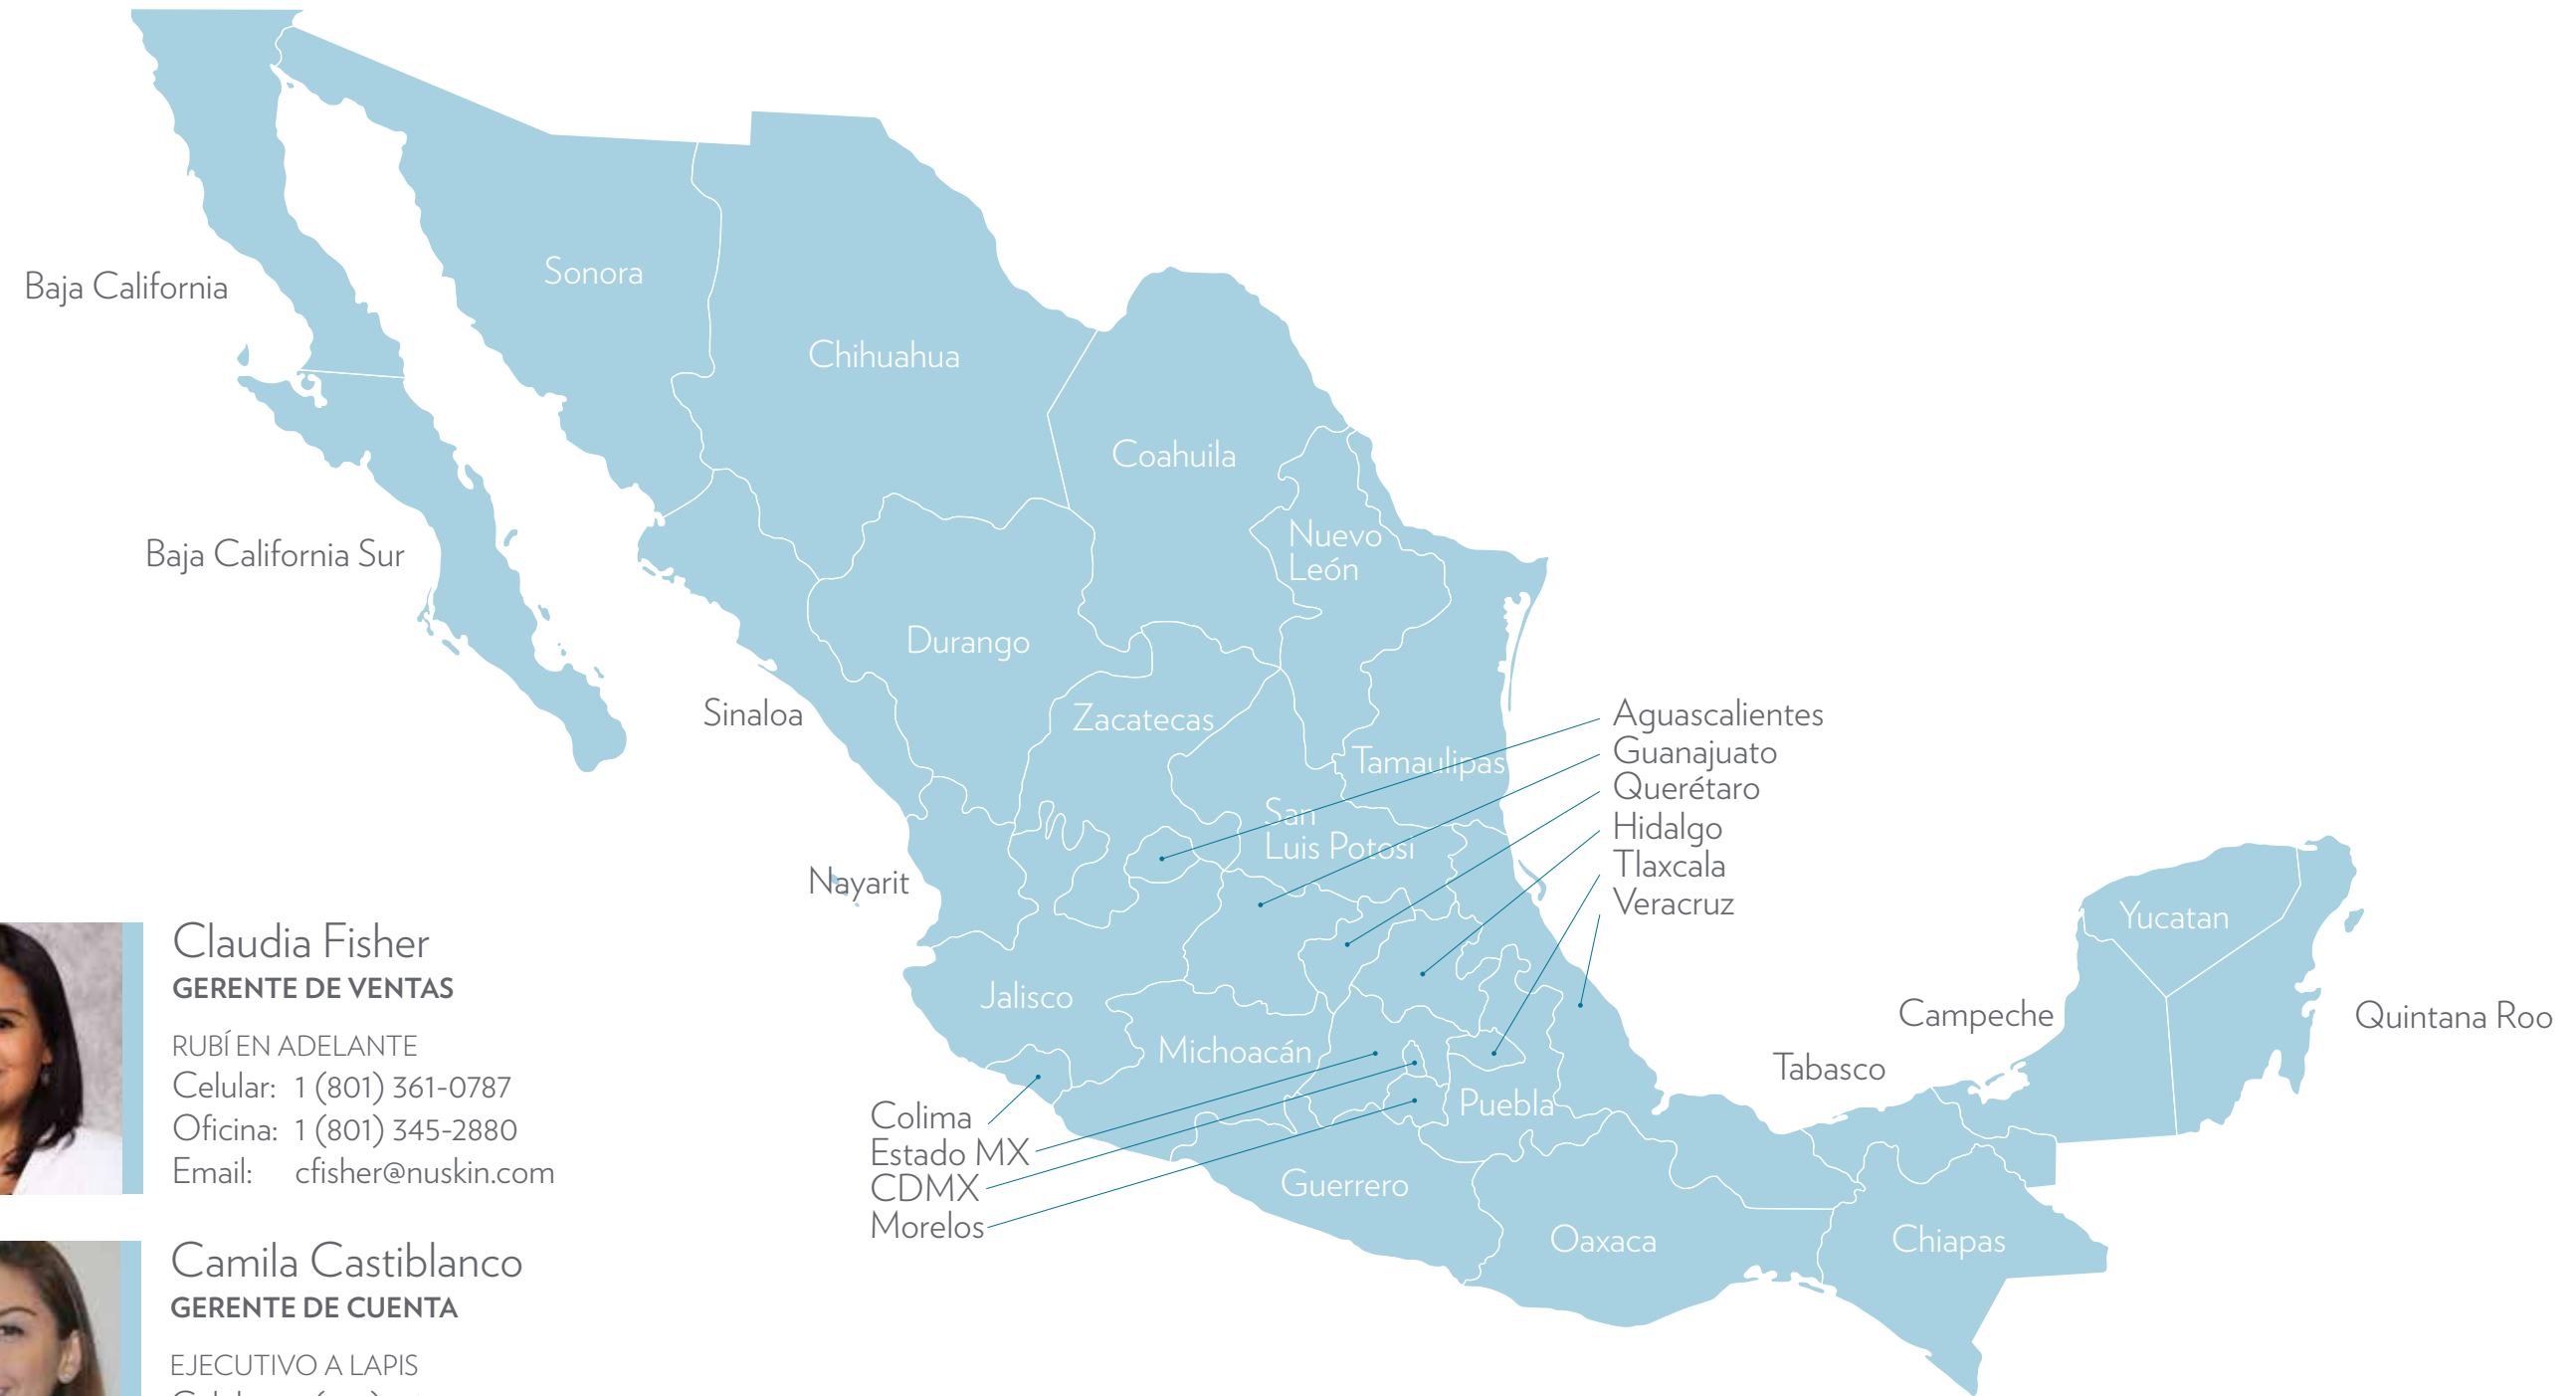 Baja California
Sonora
Chihuahua
Coahuila
Baja California Sur
Nuevo
León
Durango
Sinaloa
Zacatecas
Tamaulipas
San
Luis Potosi
Aguascalientes
Guanajuato
Querétaro
Hidalgo
Tlaxcala
Veracruz
Nayarit
Jalisco
Michoacán
Puebla
Colima
Estado MX
CDMX
Morelos
Guerrero
Oaxaca
Chiapas
Tabasco
Campeche
Yucatan
Quintana Roo
Claudia Fisher
GERENTE DE VENTAS
RUBÍ EN ADELANTE
Celular: 1 (801) 361-0787
Oficina: 1 (801) 345-2880
Email: cfisher@nuskin.com
Camila Castiblanco
GERENTE DE CUENTA
EJECUTIVO A LAPIS